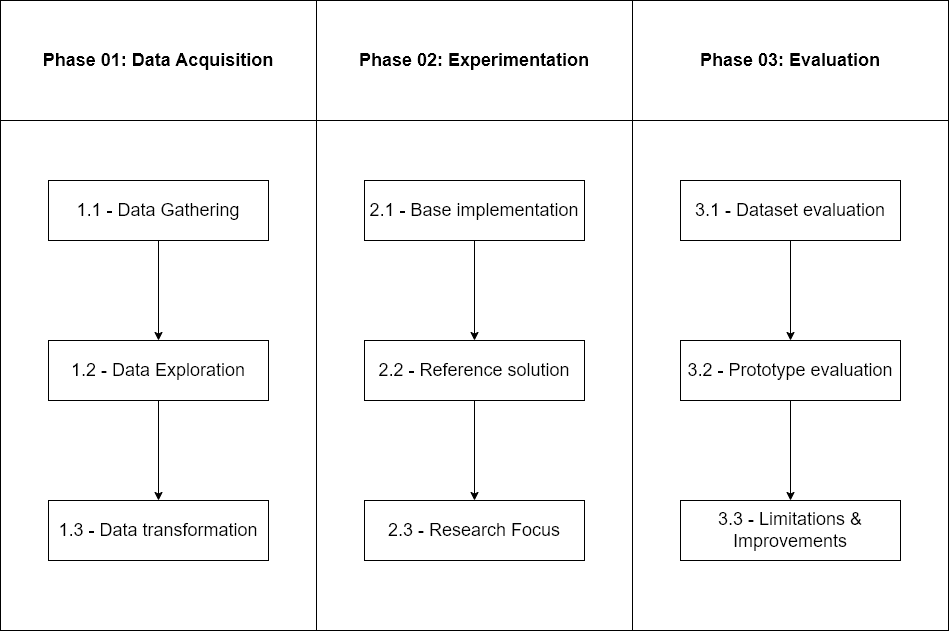 Phase 01: Data Acquisition
Phase 02: Experimentation
Phase 03: Evaluation
1.1 - Data Gathering
2.1 - Base implementation
3.1 - Dataset evaluation
1.2 - Data Exploration
2.2 - Reference solution
3.2 - Prototype evaluation
1.3 - Data transformation
2.3 - Research Focus
3.3 - Limitations &
Improvements